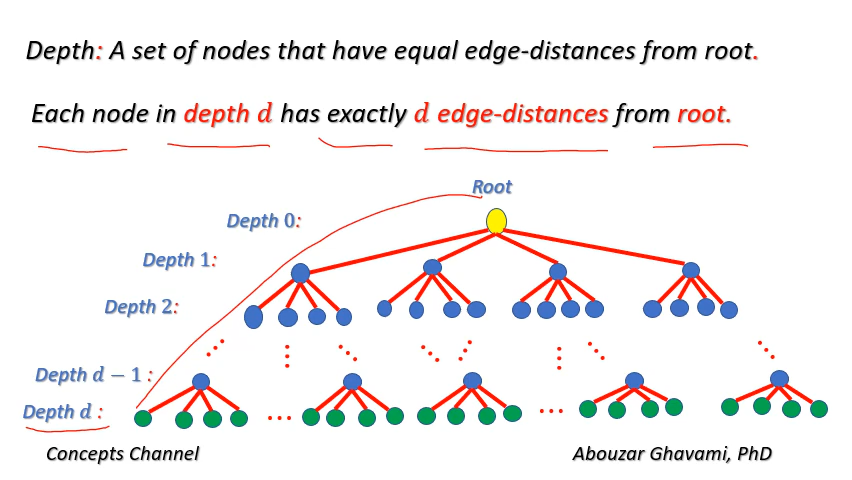 Depth: A set of nodes that have equal edge-distances from root.
Each node in depth d has exactly d edge-distances from root.
Root
Depth 0:
Depth 1:
Depth 2:
Depth d − 1 :
Depth d :
Concepts Channel
Abouzar Ghavami, PhD